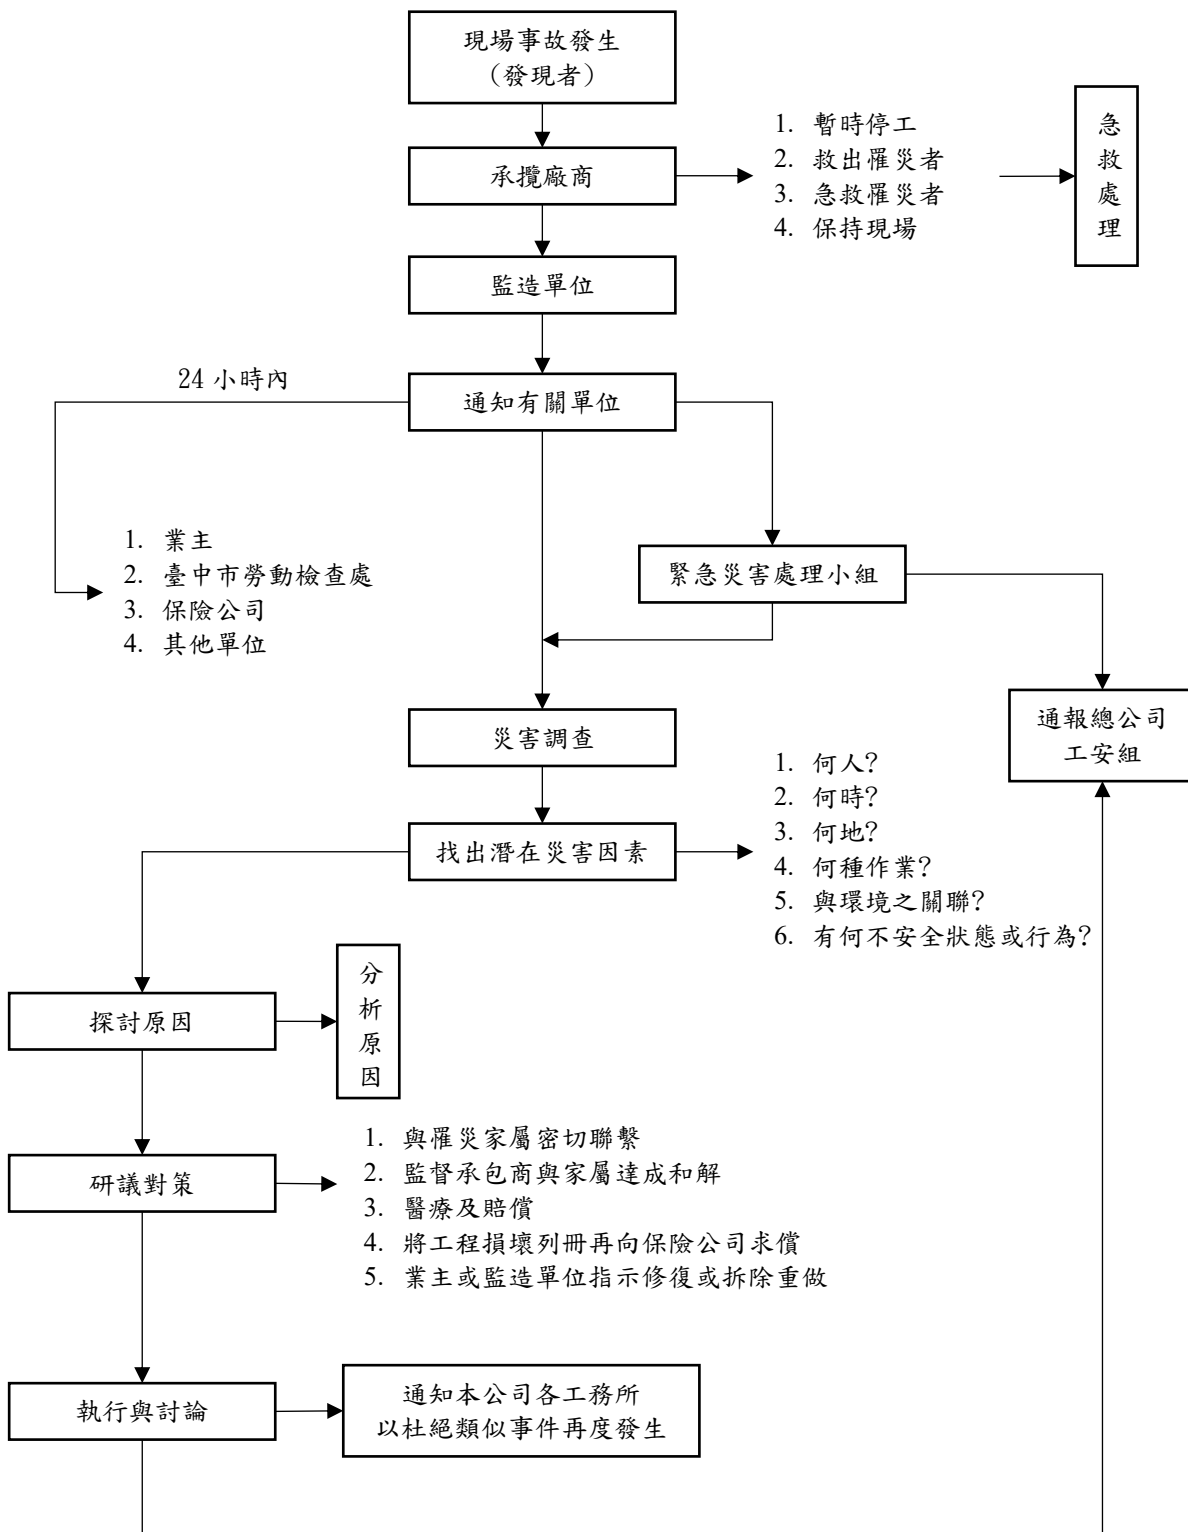 現場事故發生
(發現者)
承攬廠商
1. 暫時停工
2. 救出罹災者
3. 急救罹災者
4. 保持現場
急
救
處
理
監造單位
24 小時內
通知有關單位
1. 業主
2. 臺中市勞動檢查處
3. 保險公司
4. 其他單位
緊急災害處理小組
通報總公司
工安組
災害調查
找出潛在災害因素
1. 何人?
2. 何時?
3. 何地?
4. 何種作業?
5. 與環境之關聯?
6. 有何不安全狀態或行為?
探討原因
分
析
原
因
研議對策
1. 與罹災家屬密切聯繫
2. 監督承包商與家屬達成和解
3. 醫療及賠償
4. 將工程損壞列冊再向保險公司求償
5. 業主或監造單位指示修復或拆除重做
執行與討論
通知本公司各工務所
以杜絕類似事件再度發生